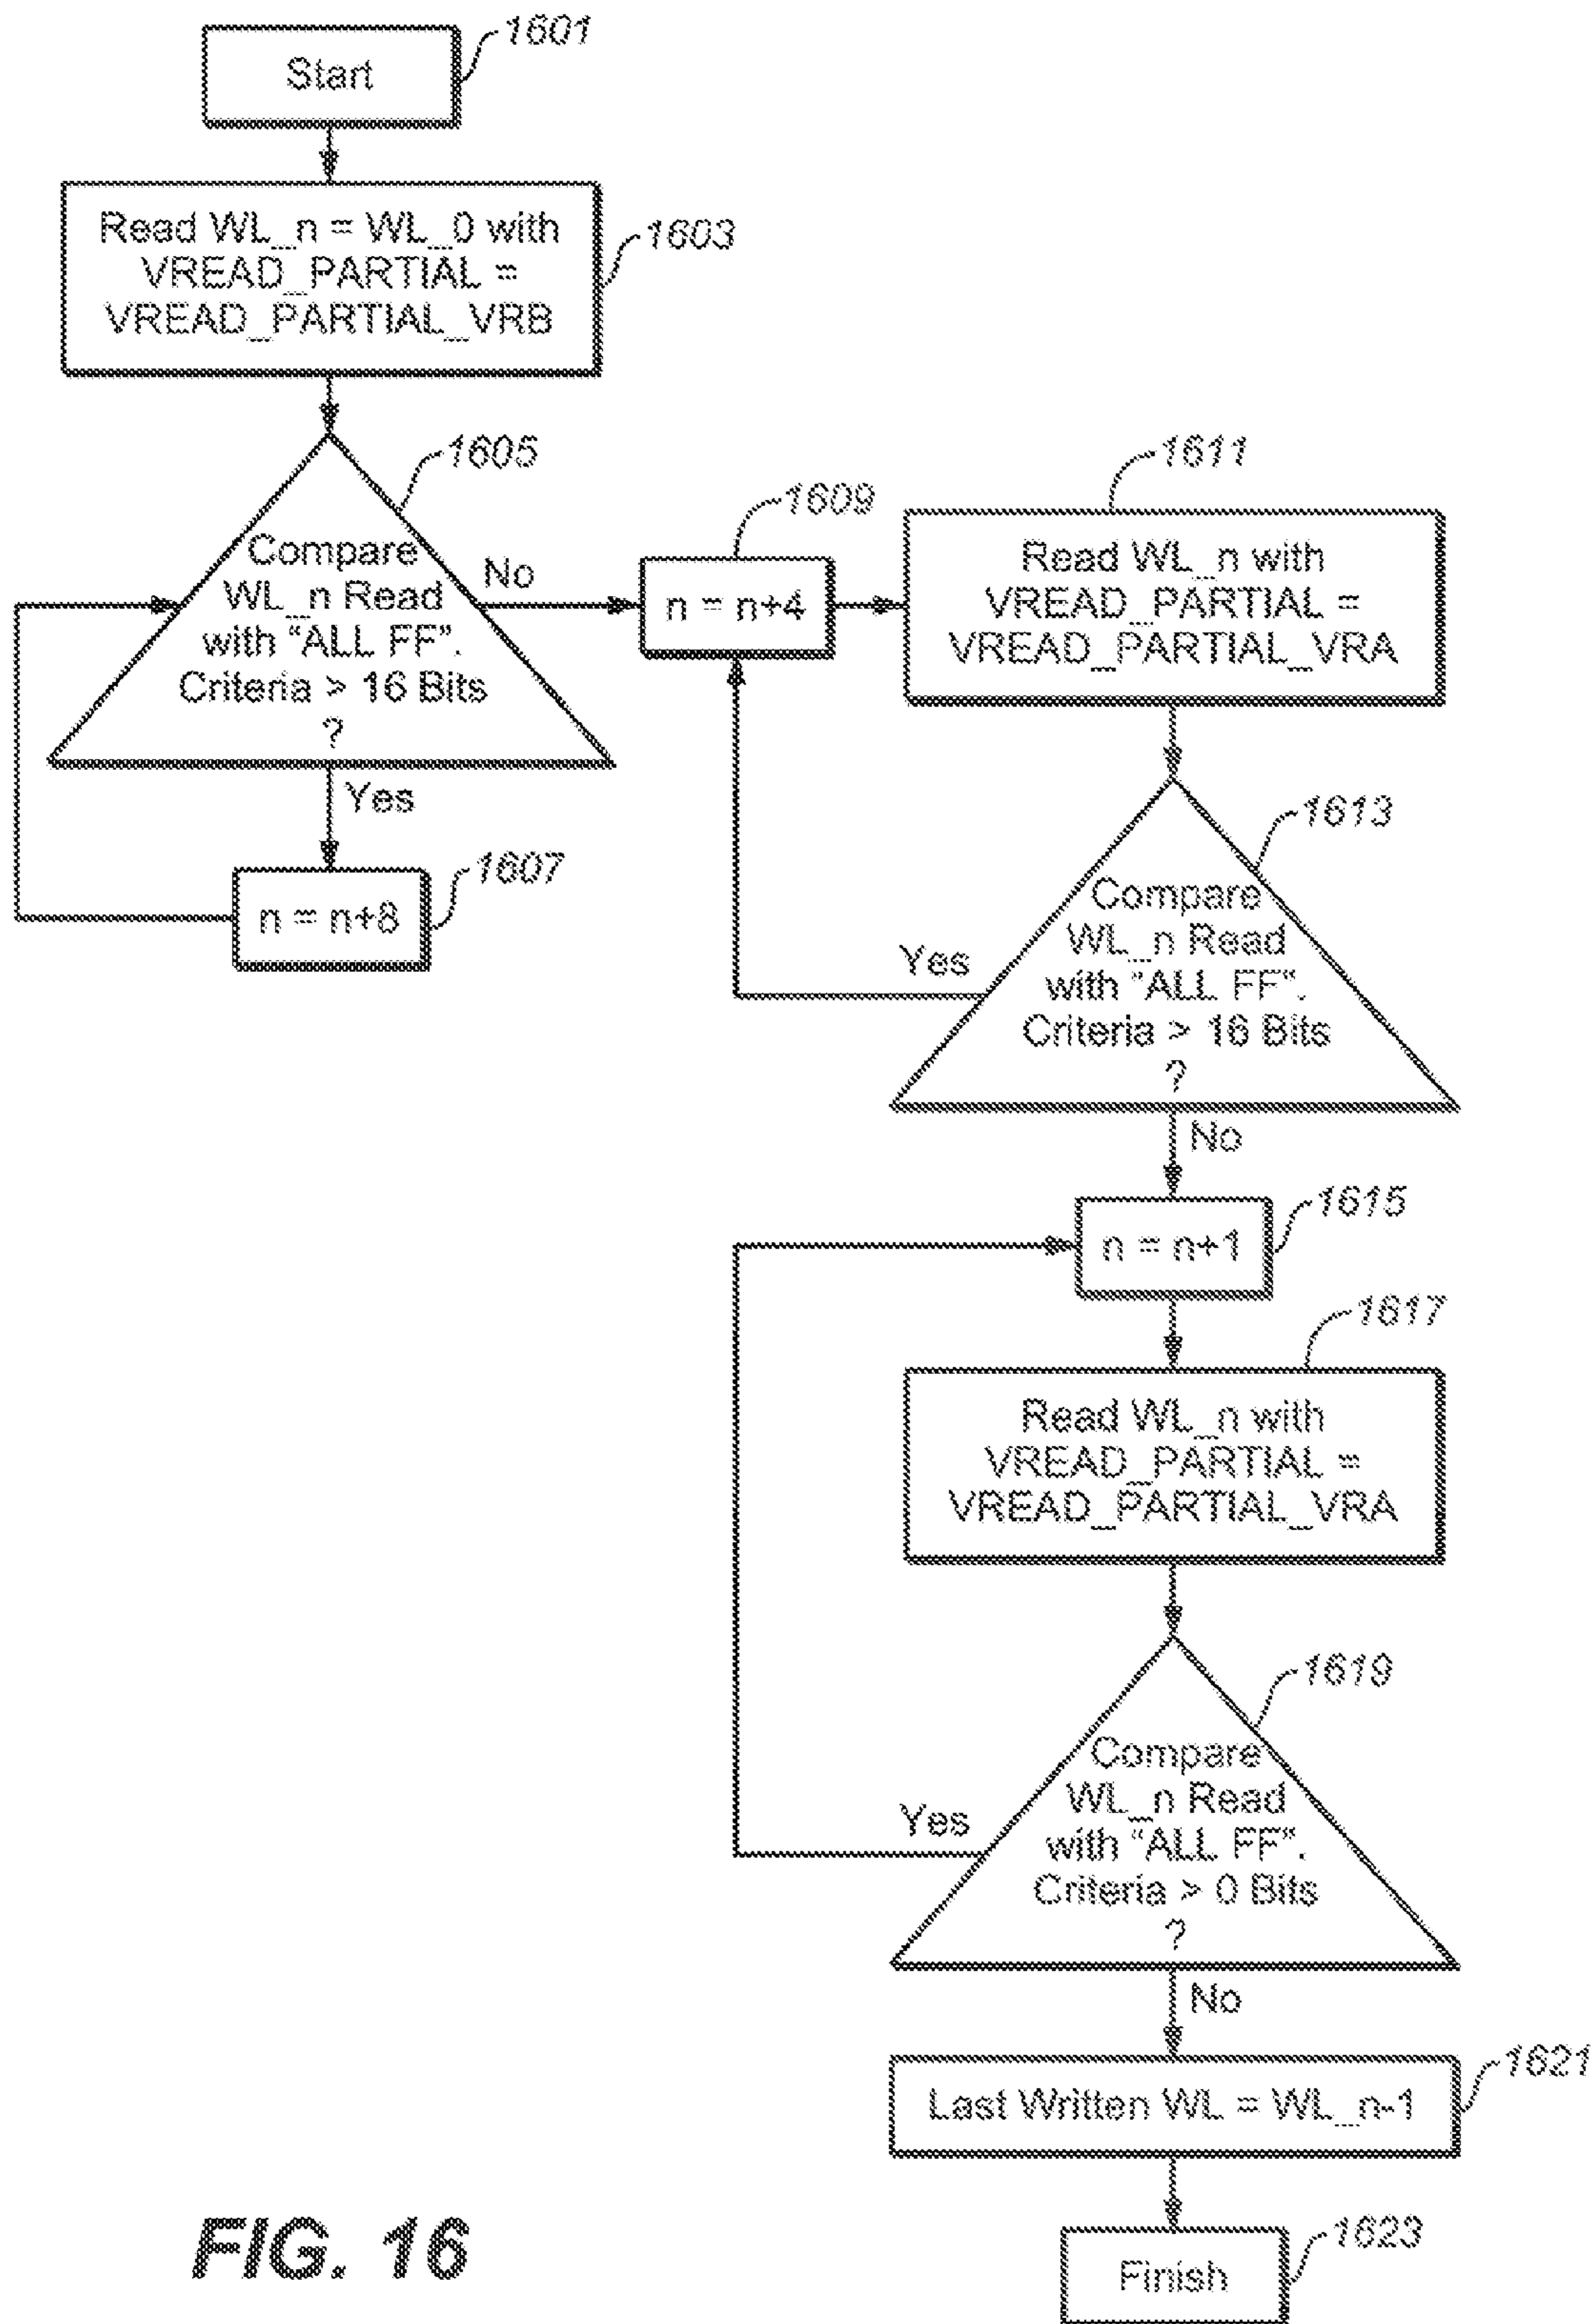 1601
Start
Read WL_n = WL_0 with
VREAD_PARTIAL =
VREAD_PARTIAL_VRB
1603
1605
Compare
WL_n Read
with “ALL FF”.
Criteria > 16 Bits
?
No
Yes
1607
n = n+8
1609
n = n+4
1611
Read WL_n with
VREAD_PARTIAL =
VREAD_PARTIAL_VRA
1613
Compare
WL_n Read
with “ALL FF”.
Criteria > 16 Bits
?
Yes
No
1615
n = n+1
1617
Read WL_n with
VREAD_PARTIAL =
VREAD_PARTIAL_VRA
1619
Compare
WL_n Read
with “ALL FF”.
Criteria > 0 Bits
?
Yes
No
1621
Last Written WL = WL_n-1
1623
Finish
FIG. 16